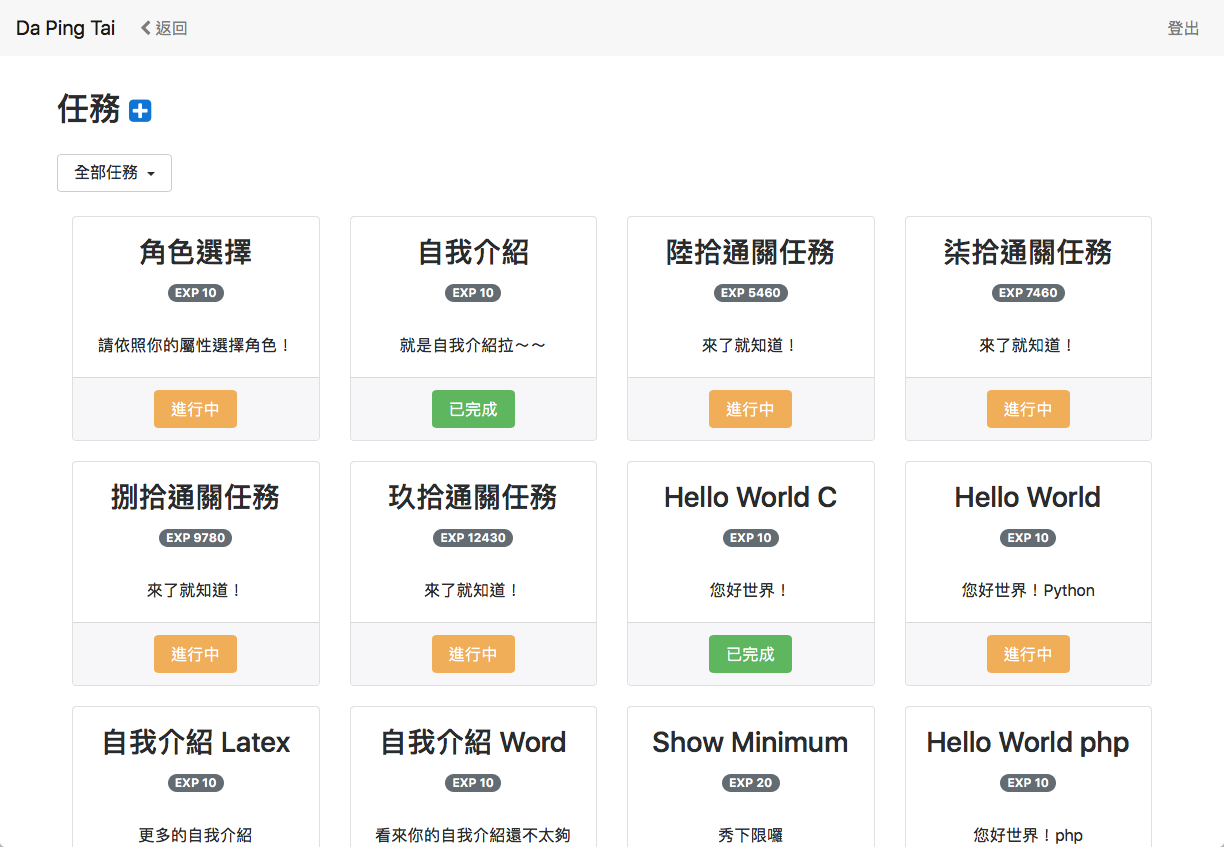 Da Ping Tai 返回 登出
任務
全部任務
角色選擇
EXP 10
請依照你的屬性選擇角色！
進行中
自我介紹
EXP 10
就是自我介紹拉～～
已完成
陸拾通關任務
EXP 5460
來了就知道！
進行中
柒拾通關任務
EXP 7460
來了就知道！
進行中
捌拾通關任務
EXP 9780
來了就知道！
進行中
玖拾通關任務
EXP 12430
來了就知道！
進行中
Hello World C
EXP 10
您好世界！
已完成
Hello World
EXP 10
您好世界！Python
進行中
自我介紹 Latex
EXP 10
更多的自我介紹
自我介紹 Word
EXP 10
看來你的自我介紹還不太夠
Show Minimum
EXP 20
秀下限囉
Hello World php
EXP 10
您好世界！php